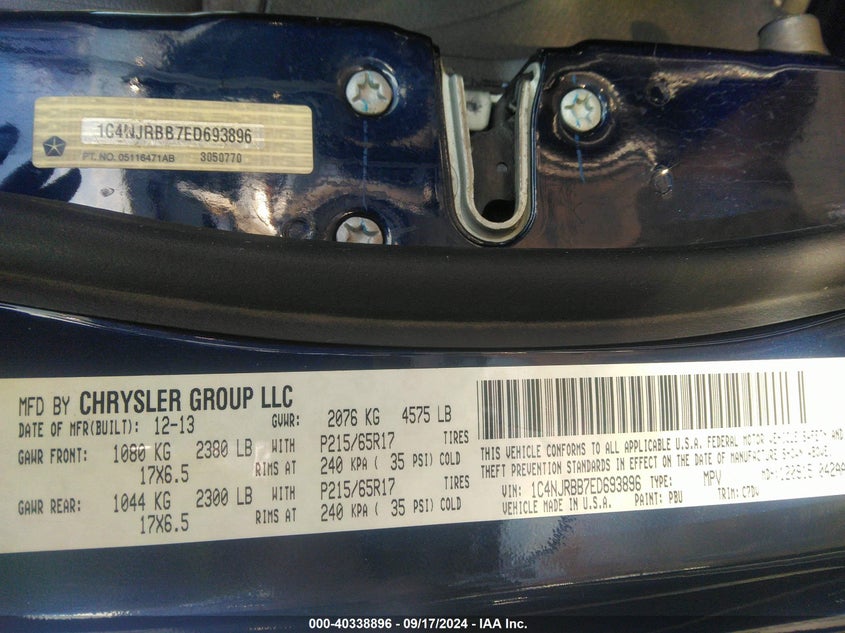 1C4NJRBB7ED693896
PT. NO. 05116471AB 3050770
MFD BY CHRYSLER GROUP LLC
DATE OF MFR(BUILT): 12-13 GVWR: 2076 KG 4575 LB
GAWR FRONT: 1080 KG 2380 LB WITH P215/65R17 TIRES
17X6.5 RIMS AT 240 KPA ( 35 PSI) COLD
GAWR REAR: 1044 KG 2300 LB WITH P215/65R17 TIRES
17X6.5 RIMS AT 240 KPA ( 35 PSI) COLD
THIS VEHICLE CONFORMS TO ALL APPLICABLE U.S.A. FEDERAL MOTOR VEHICLE SAFETY AND
THEFT PREVENTION STANDARDS IN EFFECT ON THE DATE OF MANUFACTURE SHOWN ABOVE.
VIN: 1C4NJRBB7ED693896 TYPE: MPV
VEHICLE MADE IN U.S.A. PAINT: PBU TRIM:
000-40338896 - 09/17/2024 - IAA Inc.